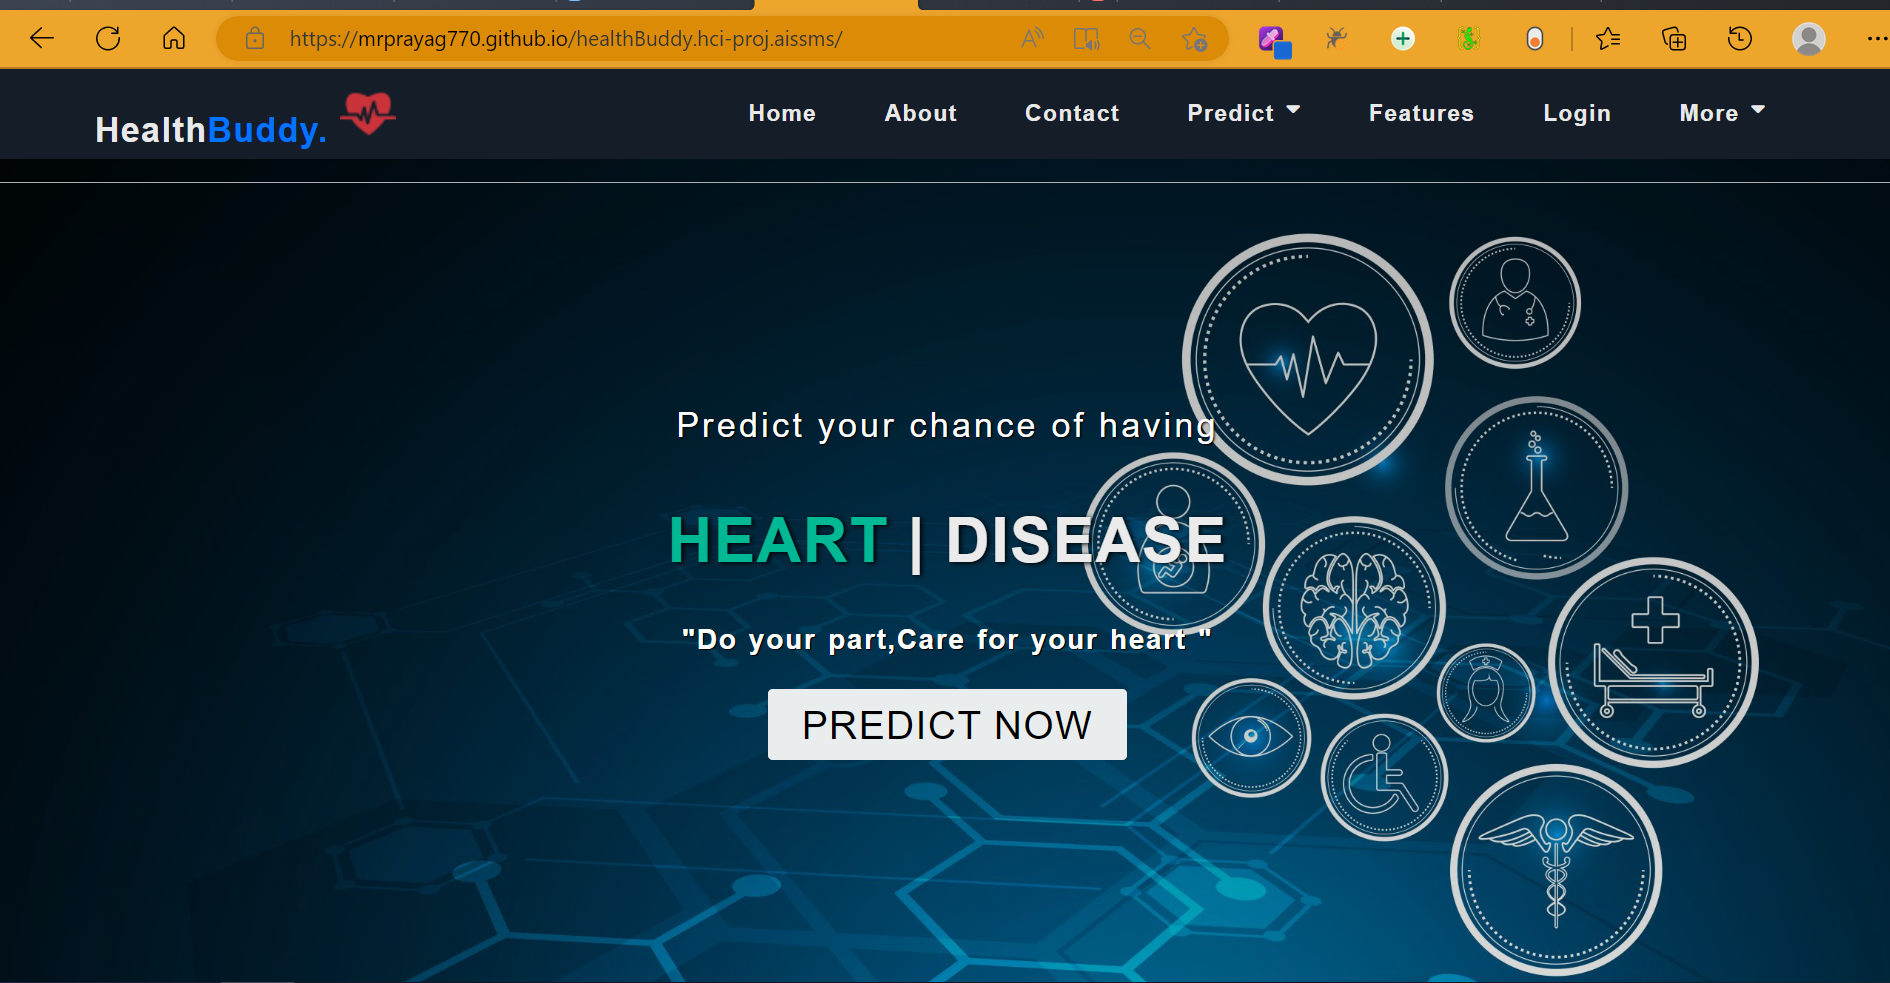 https://mrprayag770.github.io/healthBuddy.hci-proj.aissms/
HealthBuddy.
Home About Contact Predict Features Login More
Predict your chance of having
HEART | DISEASE
"Do your part,Care for your heart "
PREDICT NOW